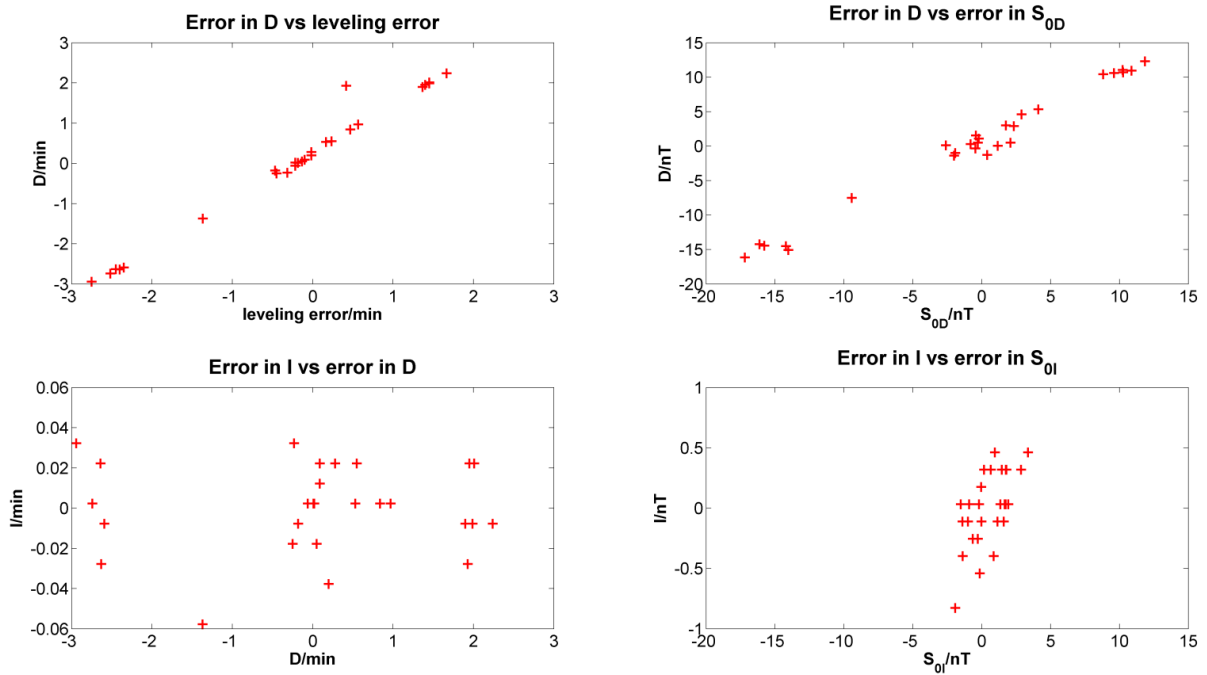 Error in D vs leveling error
D/min
3
2
1
0
-1
-2
-3
-3 -2 -1 0 1 2 3
leveling error/min
Error in D vs error in S0D
D/nT
15
10
5
0
-5
-10
-15
-20
-20 -15 -10 -5 0 5 10 15
S0D/nT
Error in I vs error in D
I/min
0.06
0.04
0.02
0
-0.02
-0.04
-0.06
-3 -2 -1 0 1 2 3
D/min
Error in I vs error in S0I
I/nT
1
0.5
0
-0.5
-1
-20 -15 -10 -5 0 5 10 15
S0I/nT